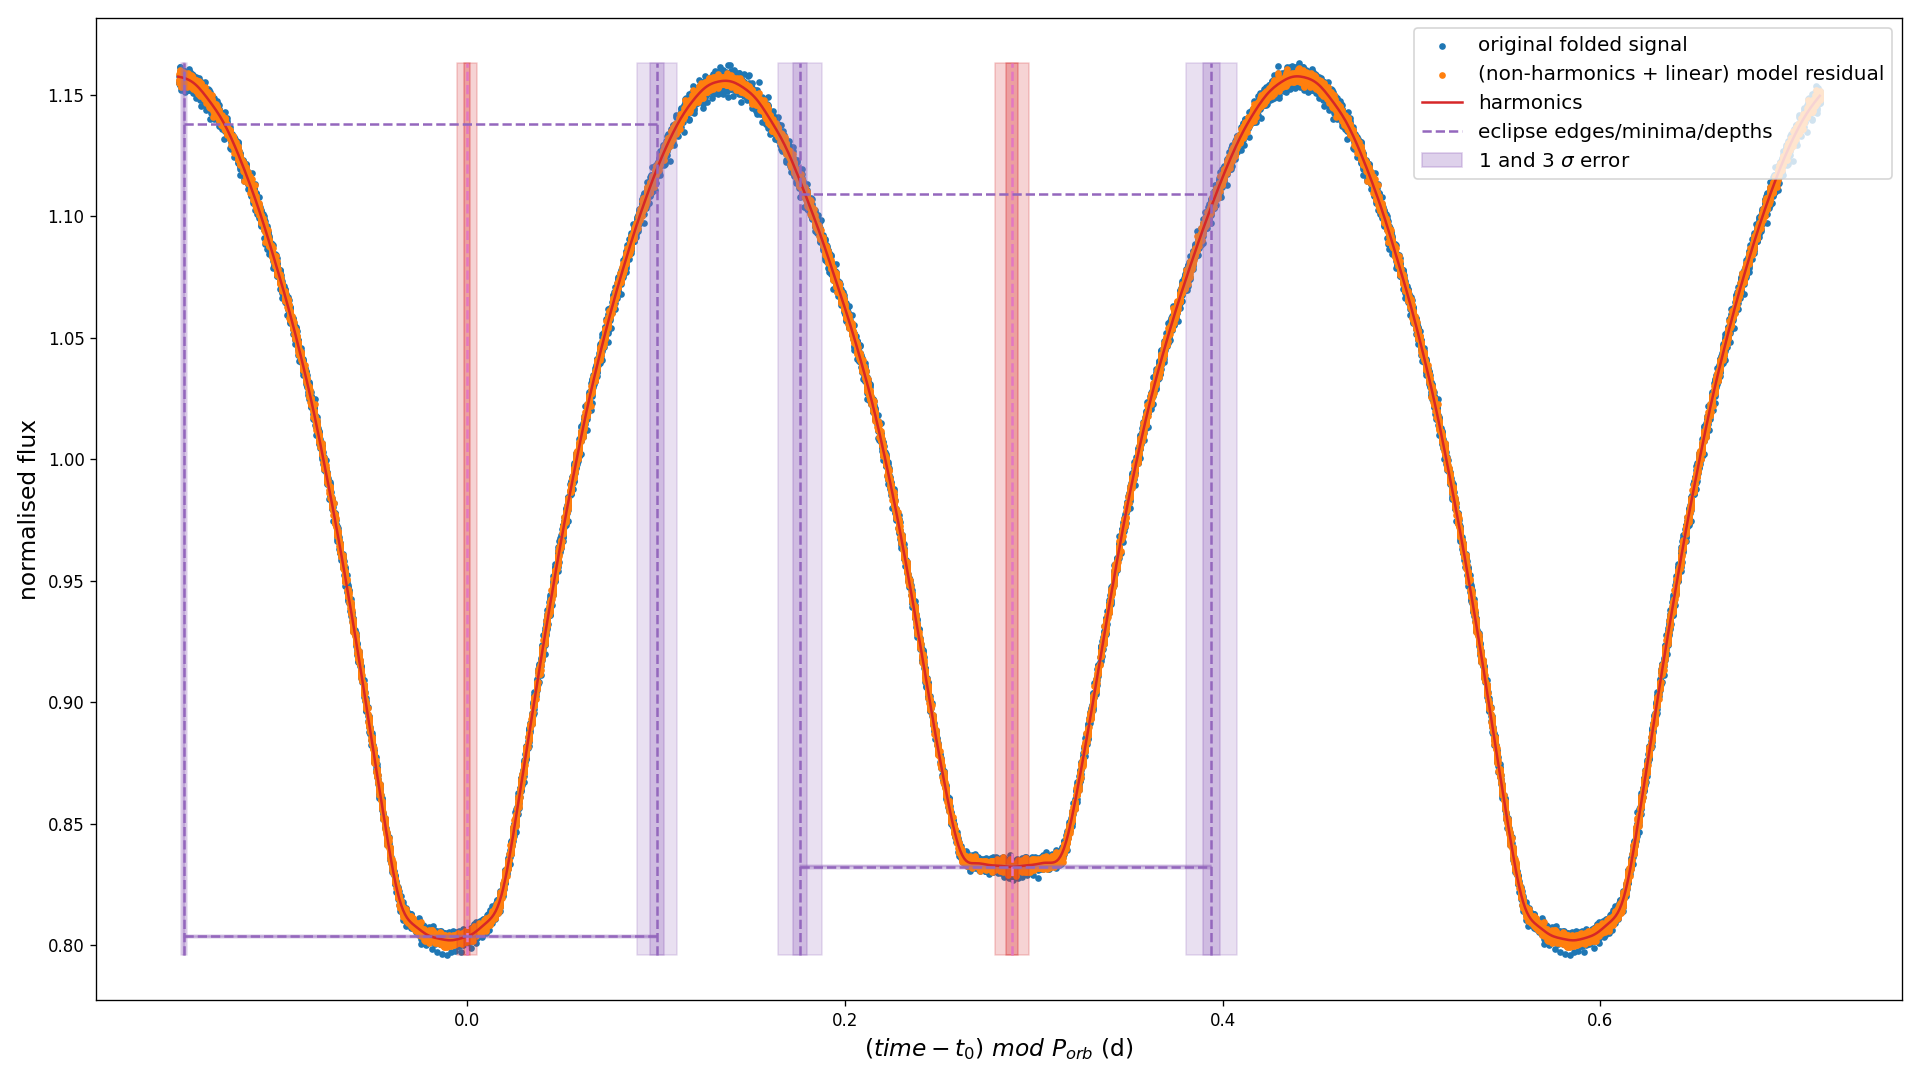 original folded signal
(non-harmonics + linear) model residual
harmonics
eclipse edges/minima/depths
1 and 3 σ error
normalised flux
1.15
1.10
1.05
1.00
0.95
0.90
0.85
0.80
0.0 0.2 0.4 0.6
(time − t₀) mod Pₒᵣb (d)